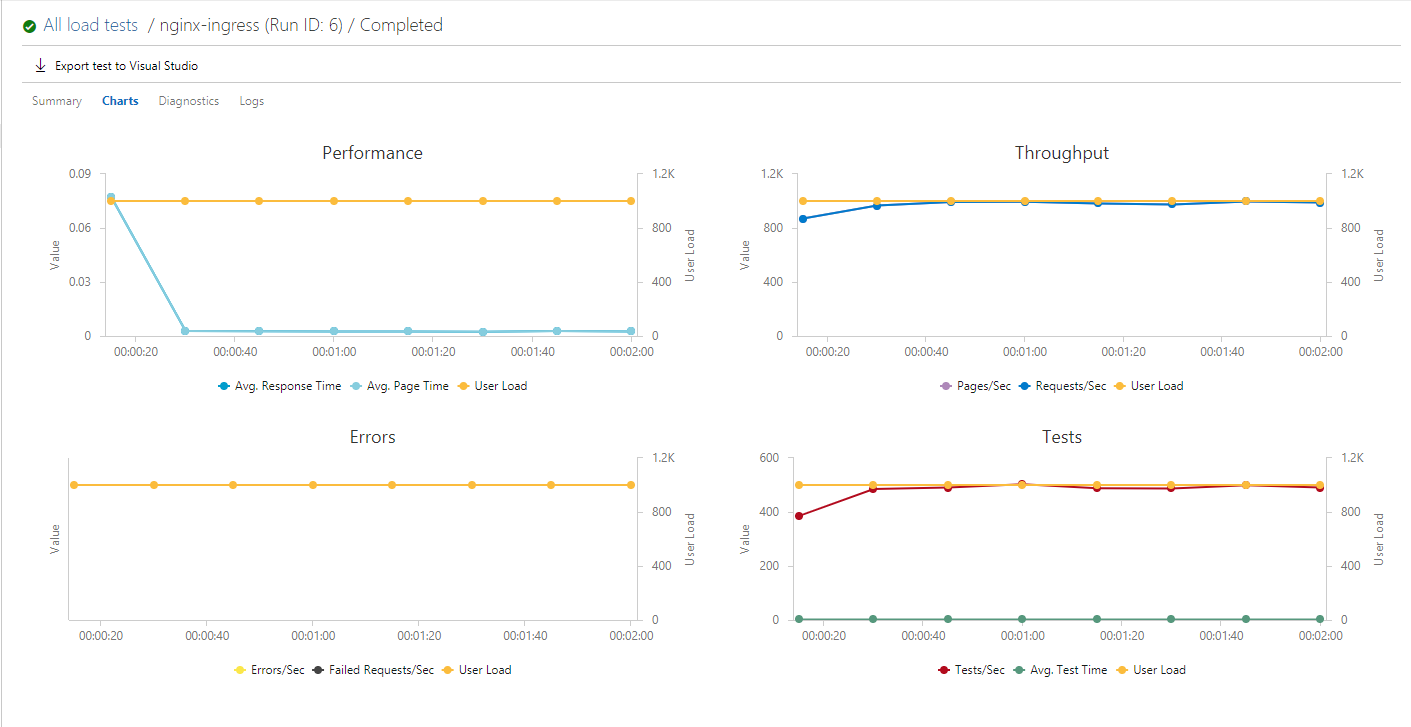 All load tests / nginx-ingress (Run ID: 6) / Completed
Export test to Visual Studio
Summary Charts Diagnostics Logs
Performance
0.09
0.06
0.03
0
Value
1.2K
800
400
0
User Load
00:00:20 00:00:40 00:01:00 00:01:20 00:01:40 00:02:00
Avg. Response Time Avg. Page Time User Load
Throughput
1.2K
800
400
0
Value
1.2K
800
400
0
User Load
00:00:20 00:00:40 00:01:00 00:01:20 00:01:40 00:02:00
Pages/Sec Requests/Sec User Load
Errors
Value
1.2K
800
400
0
User Load
00:00:20 00:00:40 00:01:00 00:01:20 00:01:40 00:02:00
Errors/Sec Failed Requests/Sec User Load
Tests
600
400
200
0
Value
1.2K
800
400
0
User Load
00:00:20 00:00:40 00:01:00 00:01:20 00:01:40 00:02:00
Tests/Sec Avg. Test Time User Load